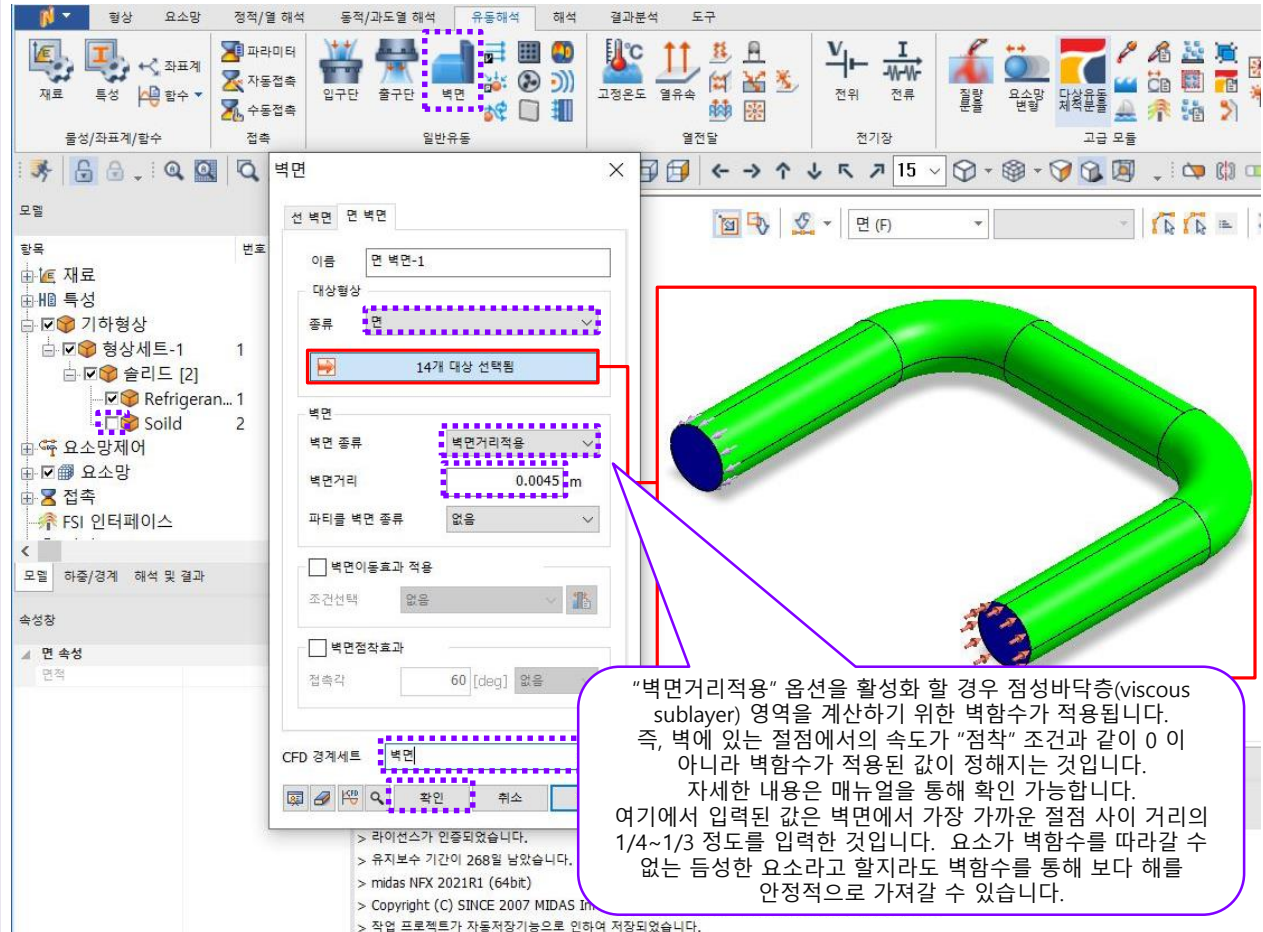 형상 요소망 정적/열 해석 동적/과도열 해석 유동해석 해석 결과분석 도구
재료
특성
좌표계
함수
파라미터
자동접촉
수동접촉
입구단
출구단
벽면
고정온도
열유속
전위
전류
질량
분율
요소망
변형
다상유동
체적분율
물성/좌표계/함수 접촉 일반유동 열전달 전기장 고급 모듈
15
모델
항목 번호
재료
특성
기하형상
형상세트-1 1
솔리드 [2]
Refrigeran... 1
Soild 2
요소망제어
요소망
접촉
FSI 인터페이스
모델 하중/경계 해석 및 결과
속성창
면 속성
면적
벽면
선 벽면 면 벽면
이름 면 벽면-1
대상형상
종류 면
14개 대상 선택됨
벽면
벽면 종류 벽면거리적용
벽면거리 0.0045 m
파티클 벽면 종류 없음
벽면이동효과 적용
조건선택 없음
벽면점착효과
접촉각 60 [deg] 없음
CFD 경계세트 벽면
확인 취소
면 (F)
"벽면거리적용" 옵션을 활성화 할 경우 점성바닥층(viscous
sublayer) 영역을 계산하기 위한 벽함수가 적용됩니다.
즉, 벽에 있는 절점에서의 속도가 "점착" 조건과 같이 0 이
아니라 벽함수가 적용된 값이 정해지는 것입니다.
자세한 내용은 매뉴얼을 통해 확인 가능합니다.
여기에서 입력된 값은 벽면에서 가장 가까운 절점 사이 거리의
1/4~1/3 정도를 입력한 것입니다. 요소가 벽함수를 따라갈 수
없는 듬성한 요소라고 할지라도 벽함수를 통해 보다 해를
안정적으로 가져갈 수 있습니다.
> 라이선스가 인증되었습니다.
> 유지보수 기간이 268일 남았습니다.
> midas NFX 2021R1 (64bit)
> Copyright (C) SINCE 2007 MIDAS
> 작업 프로젝트가 자동저장기능으로 인하여 저장되었습니다.